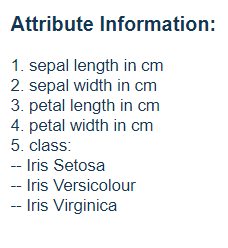 Attribute Information:
1. sepal length in cm
2. sepal width in cm
3. petal length in cm
4. petal width in cm
5. class:
-- Iris Setosa
-- Iris Versicolour
-- Iris Virginica